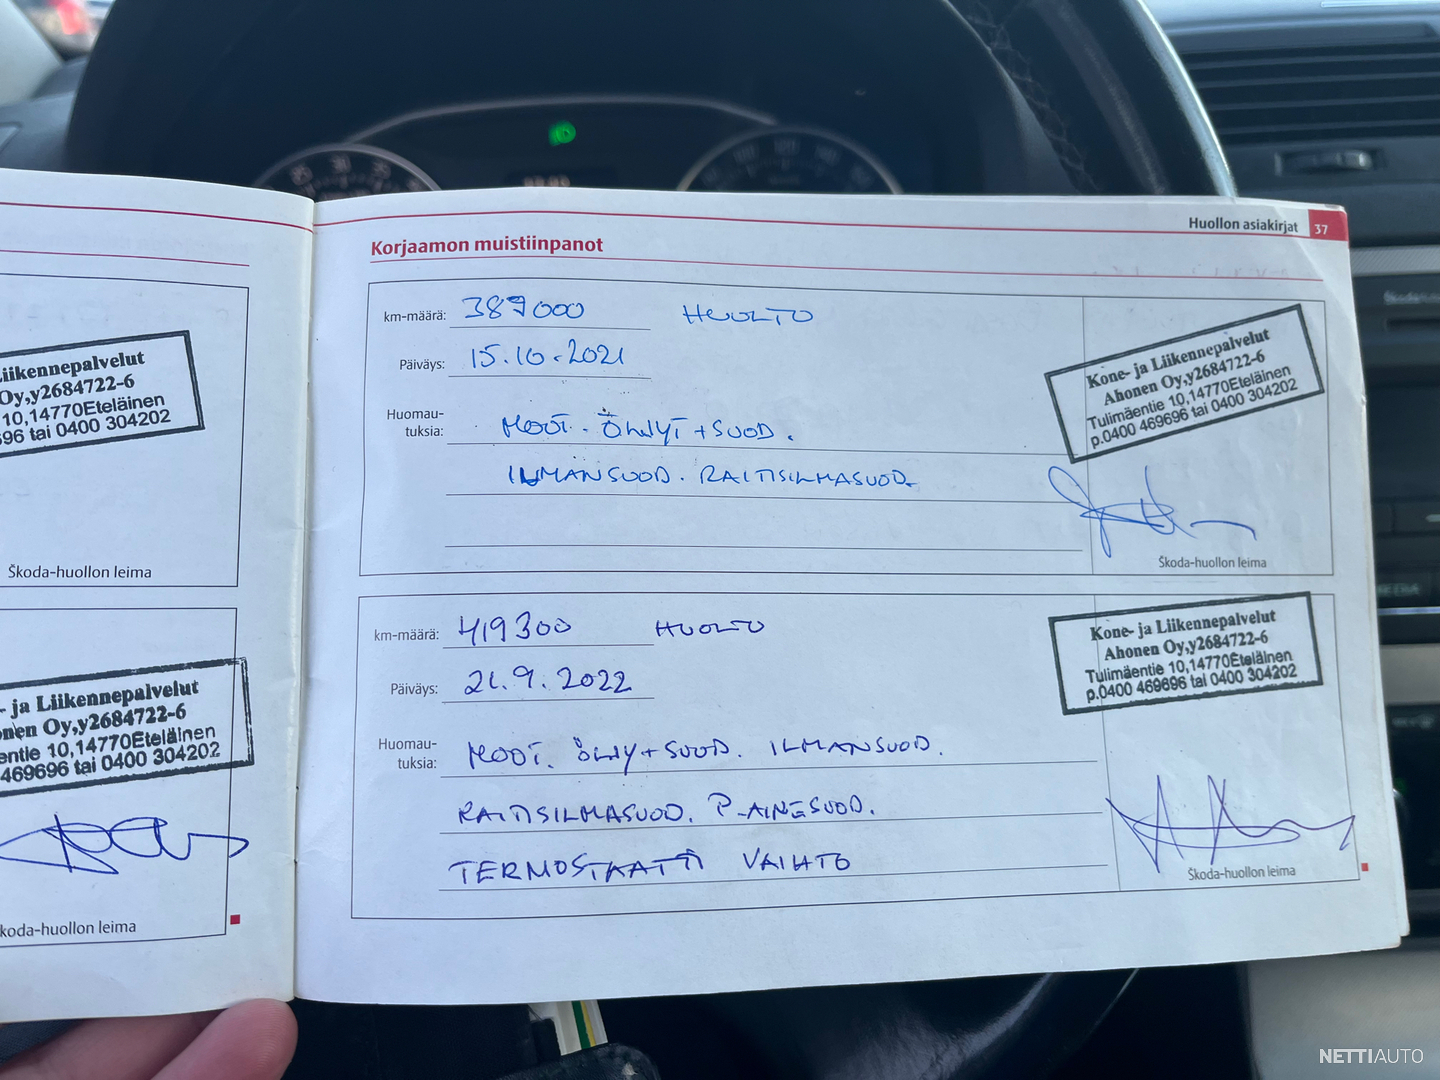 Huollon asiakirjat 37
Korjaamon muistiinpanot
km-määrä: 389000 HUOLTO
Päiväys: 15.10.2021
Huomau-
tuksia: MOOT. ÖLJYT + SUOD.
ILMANSUOD. RAITISILMASUOD.
Kone- ja Liikennepalvelut
Ahonen Oy,y2684722-6
Tulimäentie 10,14770Eteläinen
p.0400 469696 tai 0400 304202
Škoda-huollon leima
km-määrä: 419300 HUOLTO
Päiväys: 21.9.2022
Huomau-
tuksia: MOOT. ÖLJY + SUOD. ILMANSUOD.
RAITISILMASUOD. P-AINESUOD.
TERMOSTAATTI VAIHTO
Kone- ja Liikennepalvelut
Ahonen Oy,y2684722-6
Tulimäentie 10,14770Eteläinen
p.0400 469696 tai 0400 304202
Škoda-huollon leima
Liikennepalvelut
Oy,y2684722-6
10,14770Eteläinen
696 tai 0400 304202
Škoda-huollon leima
- ja Liikennepalvelut
nen Oy,y2684722-6
entie 10,14770Eteläinen
469696 tai 0400 304202
koda-huollon leima
NETTIAUTO